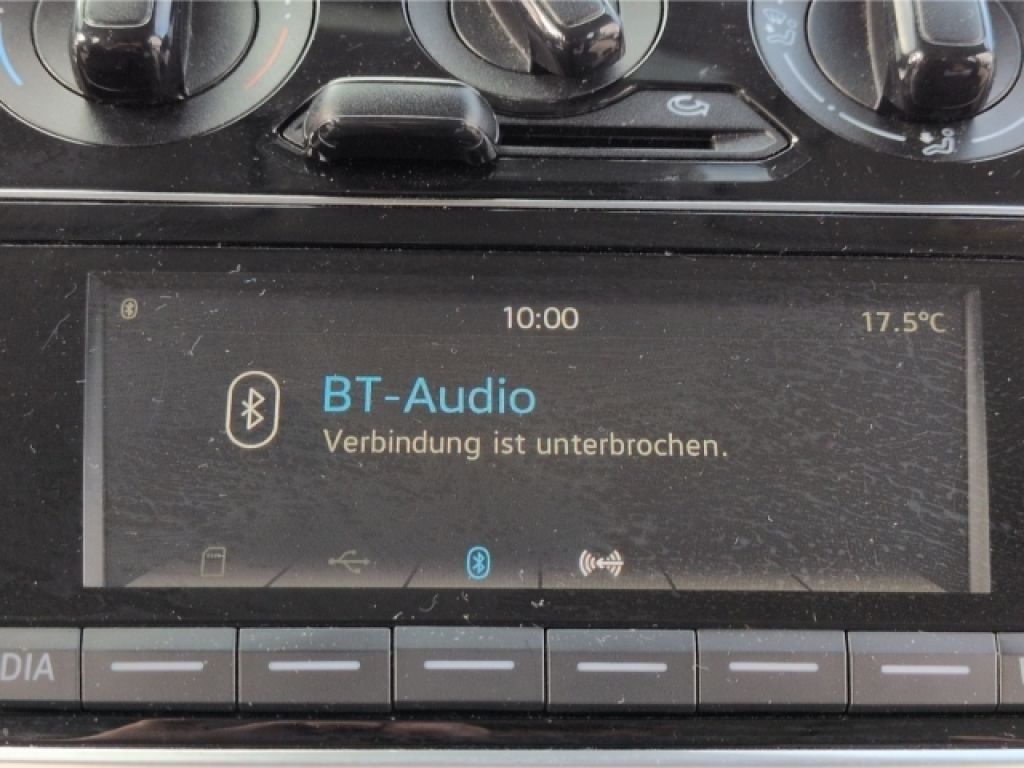 10:00
17.5°C
BT-Audio
Verbindung ist unterbrochen.
DIA